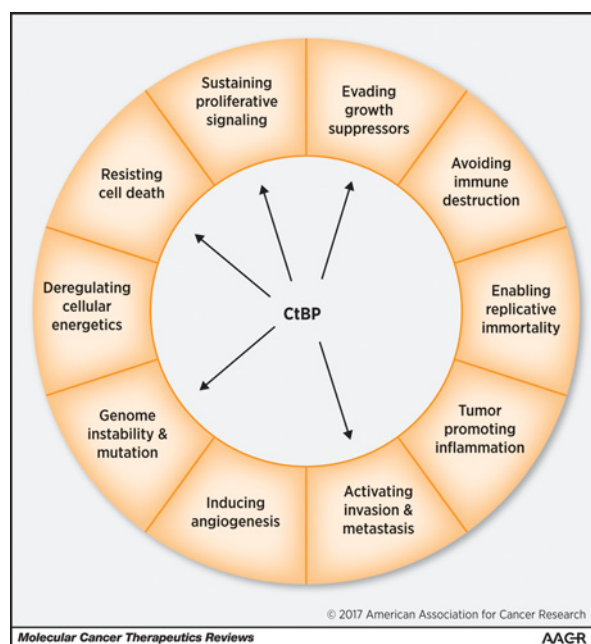 Sustaining
proliferative
signaling
Evading
growth
suppressors
Avoiding
immune
destruction
Enabling
replicative
immortality
Tumor
promoting
inflammation
Activating
invasion &
metastasis
Inducing
angiogenesis
Genome
instability &
mutation
Deregulating
cellular
energetics
Resisting
cell death
CtBP
© 2017 American Association for Cancer Research
Molecular Cancer Therapeutics Reviews
AACR